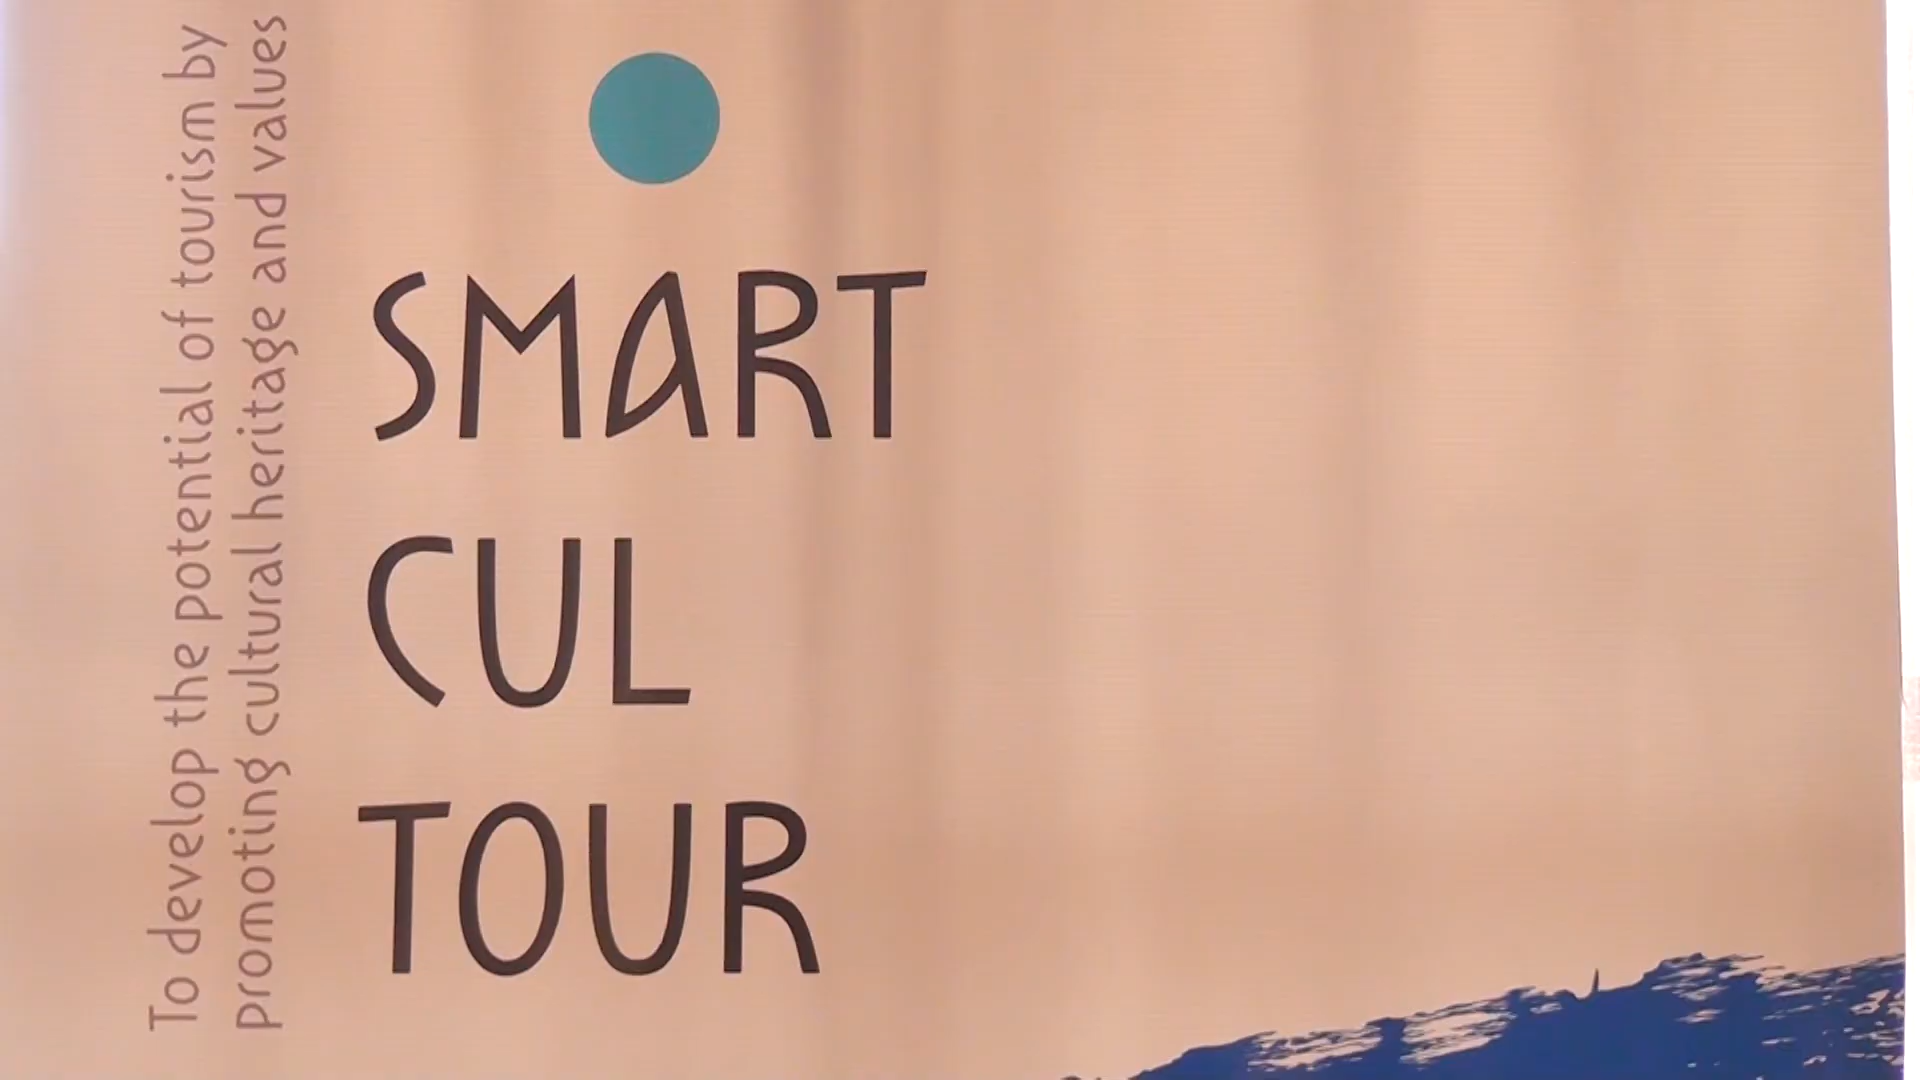 To develop the potential of tourism by
promoting cultural heritage and values
SMART
CUL
TOUR